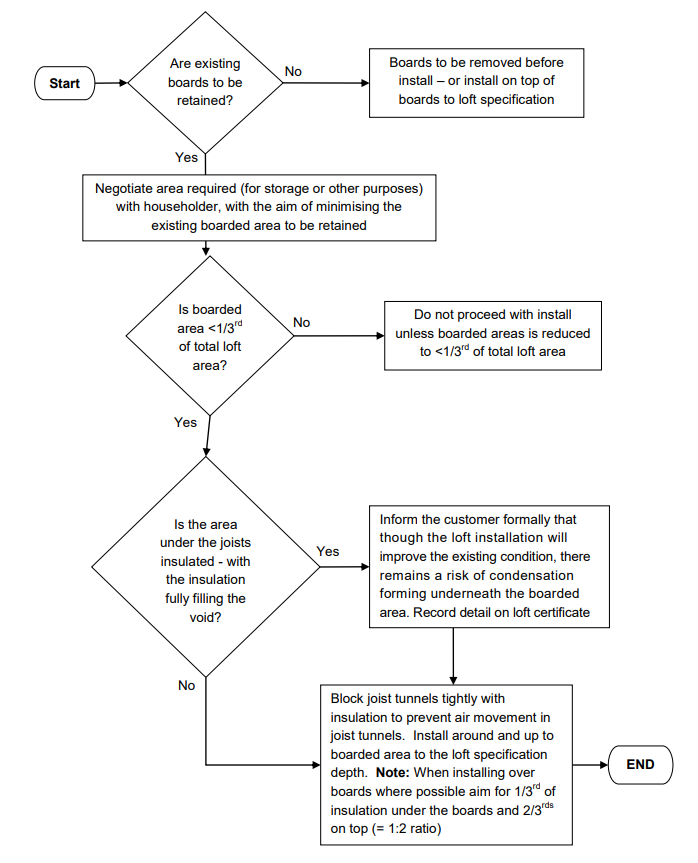 Start
Are existing
boards to be
retained?
No
Boards to be removed before
install – or install on top of
boards to loft specification
Yes
Negotiate area required (for storage or other purposes)
with householder, with the aim of minimising the
existing boarded area to be retained
Is boarded
area <1/3rd
of total loft
area?
No
Do not proceed with install
unless boarded areas is reduced
to <1/3rd of total loft area
Yes
Is the area
under the joists
insulated - with
the insulation
fully filling the
void?
Yes
Inform the customer formally that
though the loft installation will
improve the existing condition, there
remains a risk of condensation
forming underneath the boarded
area. Record detail on loft certificate
No
Block joist tunnels tightly with
insulation to prevent air movement in
joist tunnels.  Install around and up to
boarded area to the loft specification
depth.  Note: When installing over
boards where possible aim for 1/3rd of
insulation under the boards and 2/3rds
on top (= 1:2 ratio)
END